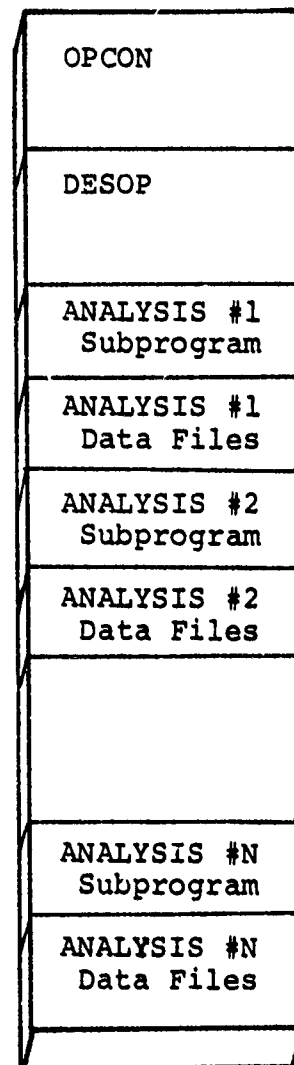 OPCON
DESOP
ANALYSIS #1
Subprogram
ANALYSIS #1
Data Files
ANALYSIS #2
Subprogram
ANALYSIS #2
Data Files
ANALYSIS #N
Subprogram
ANALYSIS #N
Data Files